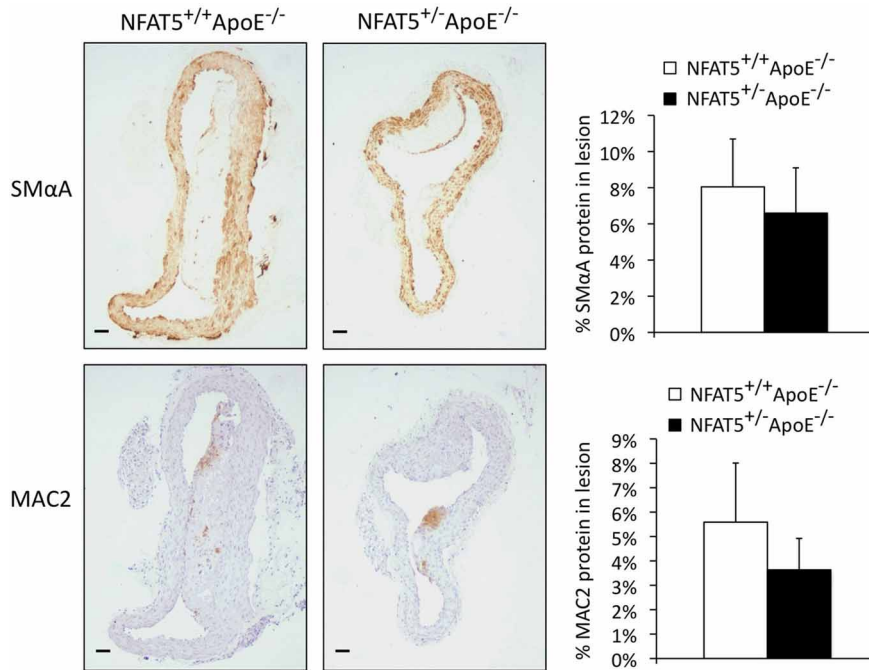 NFAT5+/+ApoE-/-
NFAT5+/-ApoE-/-
SMαA
NFAT5+/+ApoE-/-
NFAT5+/-ApoE-/-
12%
10%
8%
6%
4%
2%
0%
% SMαA protein in lesion
MAC2
NFAT5+/+ApoE-/-
NFAT5+/-ApoE-/-
9%
8%
7%
6%
5%
4%
3%
2%
1%
0%
% MAC2 protein in lesion